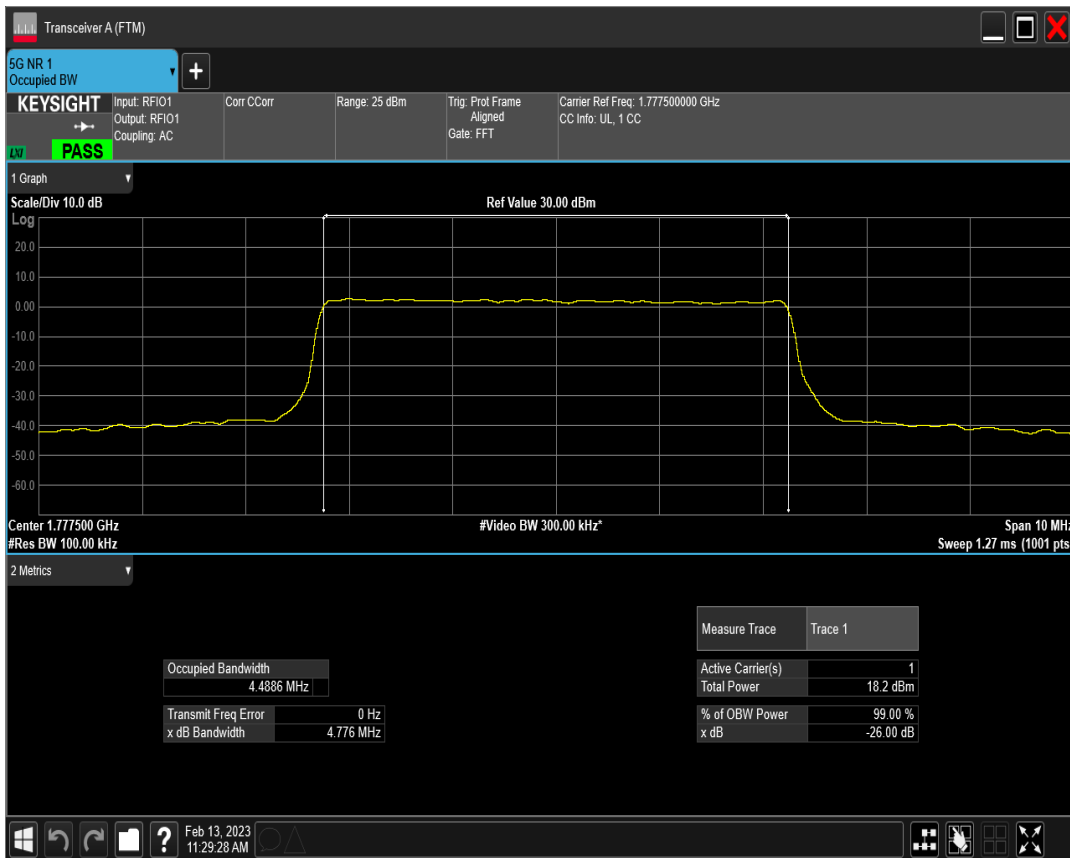 Transceiver A (FTM)
5G NR 1
Occupied BW
+
KEYSIGHT
LXI
PASS
Input: RFIO1
Output: RFIO1
Coupling: AC
Corr CCorr
Range: 25 dBm
Trig: Prot Frame
Aligned
Gate: FFT
Carrier Ref Freq: 1.777500000 GHz
CC Info: UL, 1 CC
1 Graph
Scale/Div 10.0 dB
Ref Value 30.00 dBm
Log
20.0
10.0
0.00
-10.0
-20.0
-30.0
-40.0
-50.0
-60.0
Center 1.777500 GHz
#Video BW 300.00 kHz*
Span 10 MHz
#Res BW 100.00 kHz
Sweep 1.27 ms (1001 pts
2 Metrics
Measure Trace Trace 1
Occupied Bandwidth
4.4886 MHz
Active Carrier(s) 1
Total Power 18.2 dBm
Transmit Freq Error 0 Hz
x dB Bandwidth 4.776 MHz
% of OBW Power 99.00 %
x dB -26.00 dB
?
Feb 13, 2023
11:29:28 AM